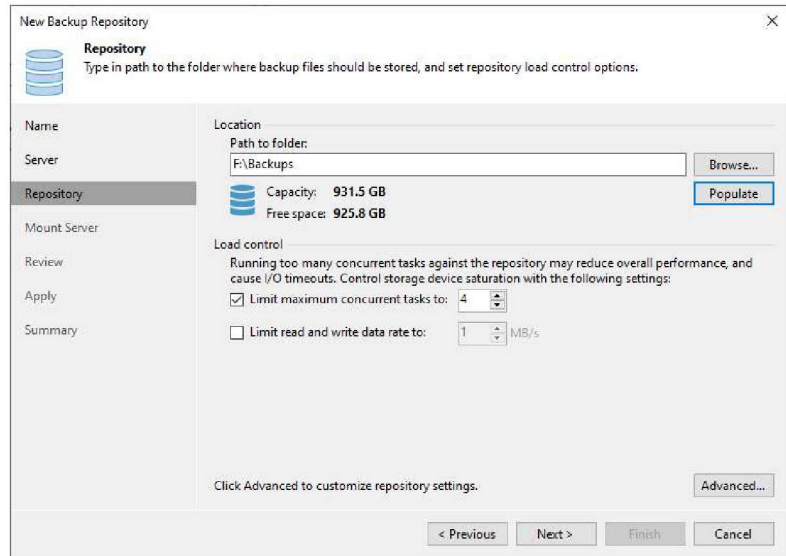 New Backup Repository
Repository
Type in path to the folder where backup files should be stored, and set repository load control options.
Name
Server
Repository
Mount Server
Review
Apply
Summary
Location
Path to folder:
F:\Backups
Browse...
Capacity: 931.5 GB
Populate
Free space: 925.8 GB
Load control
Running too many concurrent tasks against the repository may reduce overall performance, and
cause I/O timeouts. Control storage device saturation with the following settings:
Limit maximum concurrent tasks to: 4
Limit read and write data rate to: 1 MB/s
Click Advanced to customize repository settings.
Advanced...
< Previous
Next >
Finish
Cancel